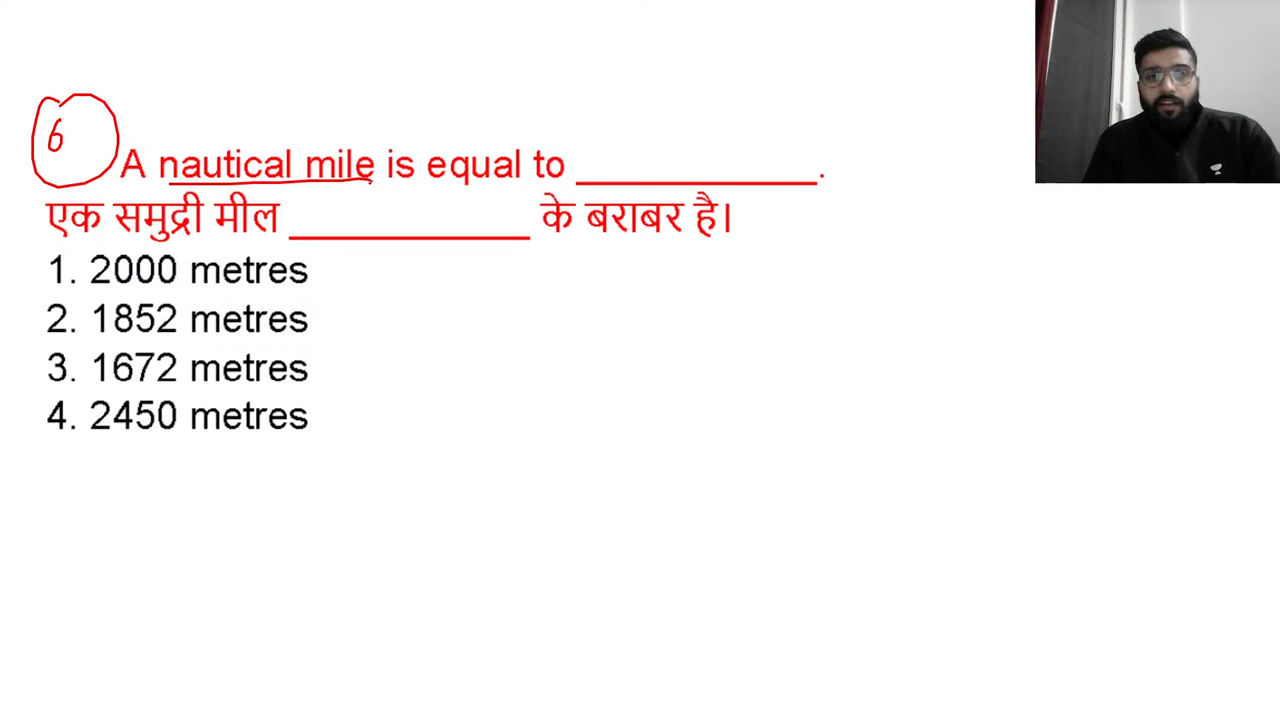 6
A nautical mile is equal to ____________.
एक समुद्री मील ____________ के बराबर है।
1. 2000 metres
2. 1852 metres
3. 1672 metres
4. 2450 metres